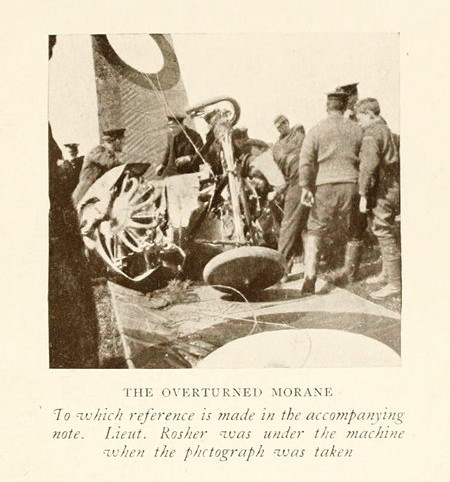 THE OVERTURNED MORANE
To which reference is made in the accompanying
note. Lieut. Rosher was under the machine
when the photograph was taken